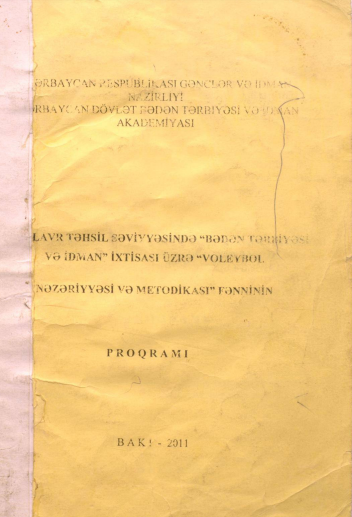 ƏRBAYCAN RESPUBLİKASI GƏNCLƏR VƏ İDMAN
NAZİRLİYİ
ƏRBAYCAN DÖVLƏT BƏDƏN TƏRBİYƏSİ VƏ İDMAN
AKADEMİYASI
LAVR TƏHSİL SƏVİYYƏSİNDƏ “BƏDƏN TƏRBİYƏSİ
VƏ İDMAN” İXTİSASI ÜZRƏ “VOLEYBOL
NƏZƏRİYYƏSİ VƏ METODİKASI” FƏNNİNİN
PROQRAMI
BAKI - 2011